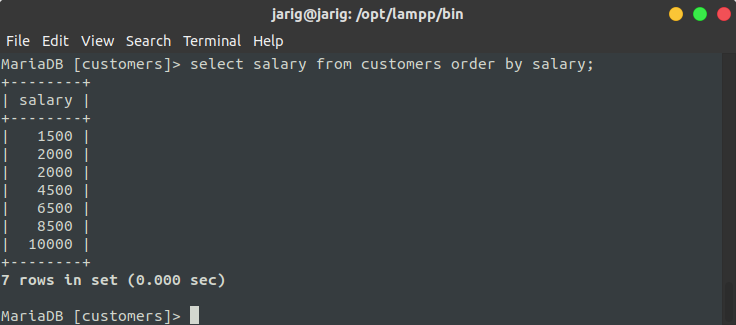 jarig@jarig: /opt/lampp/bin
File Edit View Search Terminal Help
MariaDB [customers]> select salary from customers order by salary;
+--------+
| salary |
+--------+
|   1500 |
|   2000 |
|   2000 |
|   4500 |
|   6500 |
|   8500 |
|  10000 |
+--------+
7 rows in set (0.000 sec)
MariaDB [customers]>